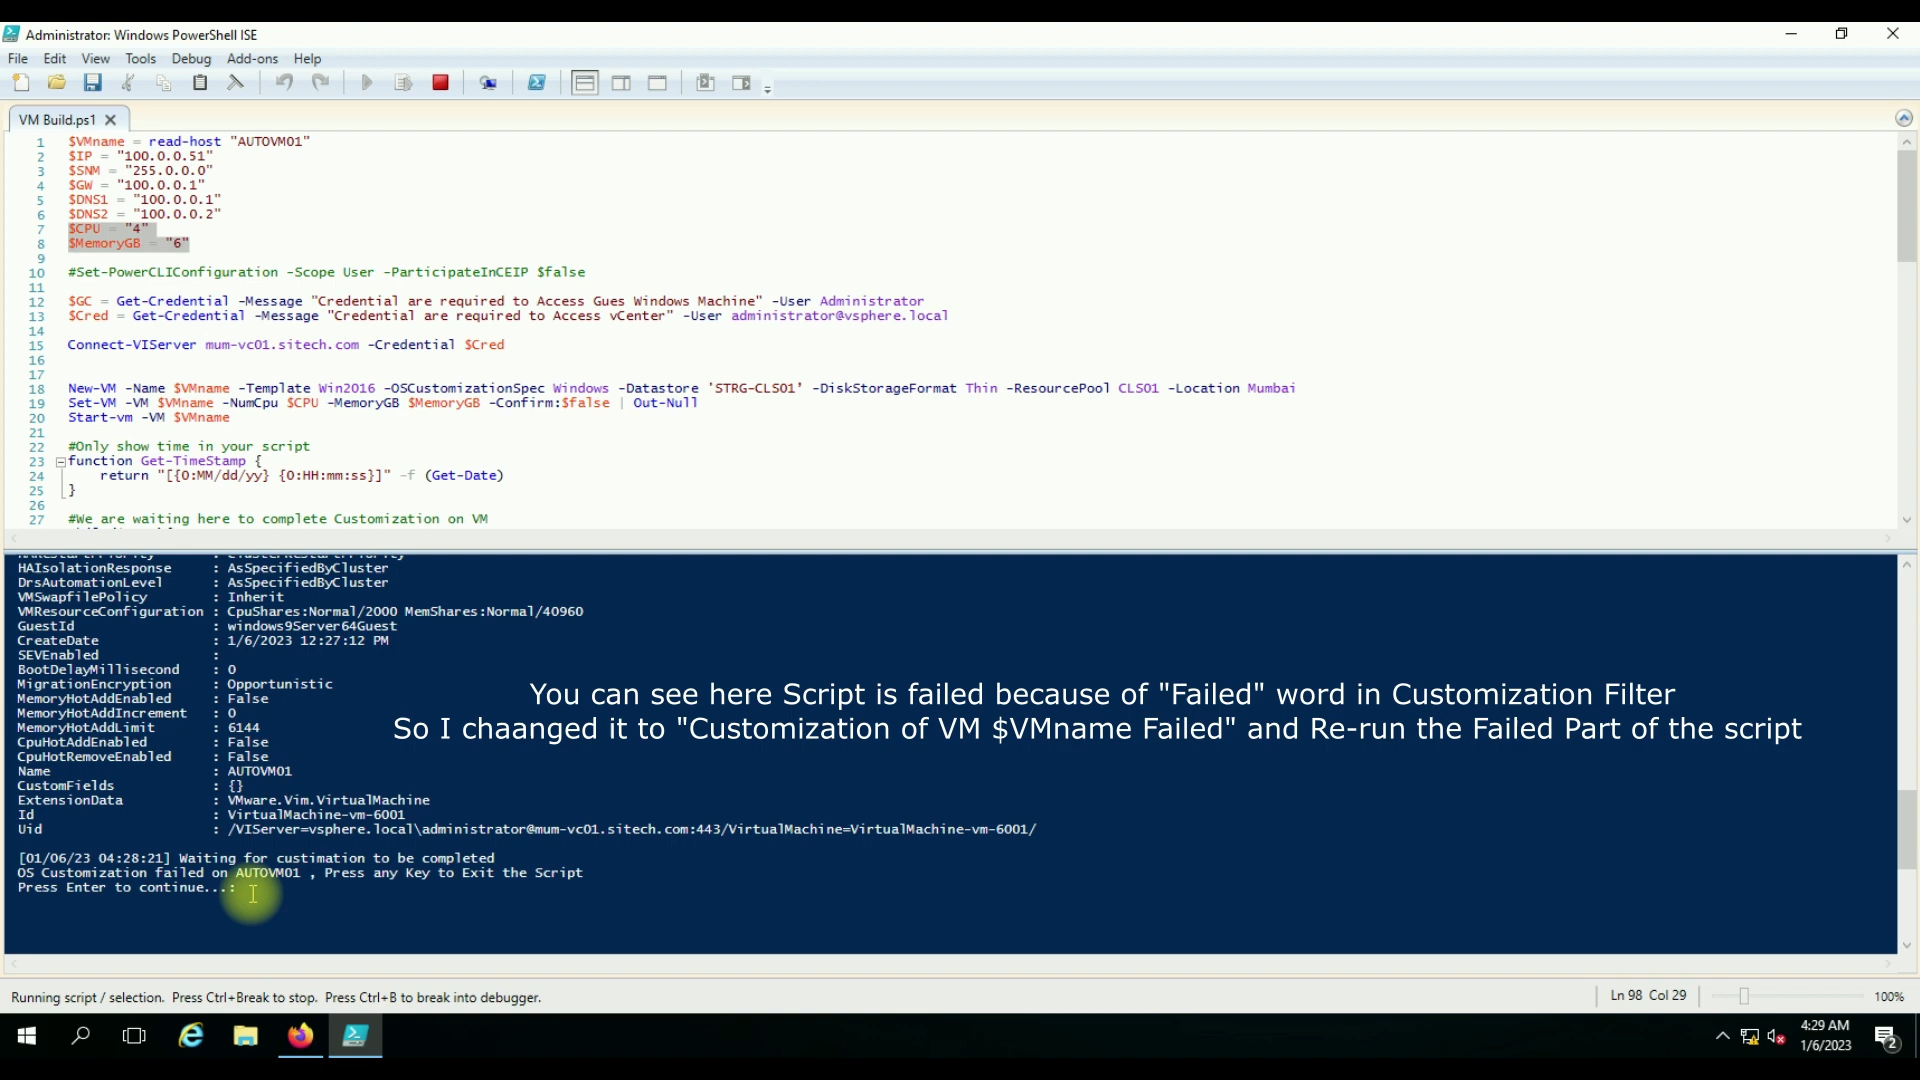 Administrator: Windows PowerShell ISE
File Edit View Tools Debug Add-ons Help
VM Build.ps1
1 $VMname = read-host "AUTOVM01"
2 $IP = "100.0.0.51"
3 $SNM = "255.0.0.0"
4 $GW = "100.0.0.1"
5 $DNS1 = "100.0.0.1"
6 $DNS2 = "100.0.0.2"
7 $CPU = "4"
8 $MemoryGB = "6"
9
10 #Set-PowerCLIConfiguration -Scope User -ParticipateInCEIP $false
11
12 $GC = Get-Credential -Message "Credential are required to Access Gues Windows Machine" -User Administrator
13 $Cred = Get-Credential -Message "Credential are required to Access vCenter" -User administrator@vsphere.local
14
15 Connect-VIServer mum-vc01.sitech.com -Credential $Cred
16
17
18 New-VM -Name $VMname -Template Win2016 -OSCustomizationSpec Windows -Datastore 'STRG-CLS01' -DiskStorageFormat Thin -ResourcePool CLS01 -Location Mumbai
19 Set-VM -VM $VMname -NumCpu $CPU -MemoryGB $MemoryGB -Confirm:$false | Out-Null
20 Start-vm -VM $VMname
21
22 #Only show time in your script
23 function Get-TimeStamp {
24 return "[{0:MM/dd/yy} {0:HH:mm:ss}]" -f (Get-Date)
25 }
26
27 #We are waiting here to complete Customization on VM
HAIsolationResponse : AsSpecifiedByCluster
DrsAutomationLevel : AsSpecifiedByCluster
VMSwapfilePolicy : Inherit
VMResourceConfiguration : CpuShares:Normal/2000 MemShares:Normal/40960
GuestId : windows9Server64Guest
CreateDate : 1/6/2023 12:27:12 PM
SEVEnabled :
BootDelayMillisecond : 0
MigrationEncryption : Opportunistic
MemoryHotAddEnabled : False
MemoryHotAddIncrement : 0
MemoryHotAddLimit : 6144
CpuHotAddEnabled : False
CpuHotRemoveEnabled : False
Name : AUTOVM01
CustomFields : {}
ExtensionData : VMware.Vim.VirtualMachine
Id : VirtualMachine-vm-6001
Uid : /VIServer=vsphere.local\administrator@mum-vc01.sitech.com:443/VirtualMachine=VirtualMachine-vm-6001/
You can see here Script is failed because of "Failed" word in Customization Filter
So I chaanged it to "Customization of VM $VMname Failed" and Re-run the Failed Part of the script
[01/06/23 04:28:21] Waiting for custimation to be completed
OS Customization failed on AUTOVM01 , Press any Key to Exit the Script
Press Enter to continue...:
Running script / selection. Press Ctrl+Break to stop. Press Ctrl+B to break into debugger.
Ln 98 Col 29
100%
4:29 AM
1/6/2023
2